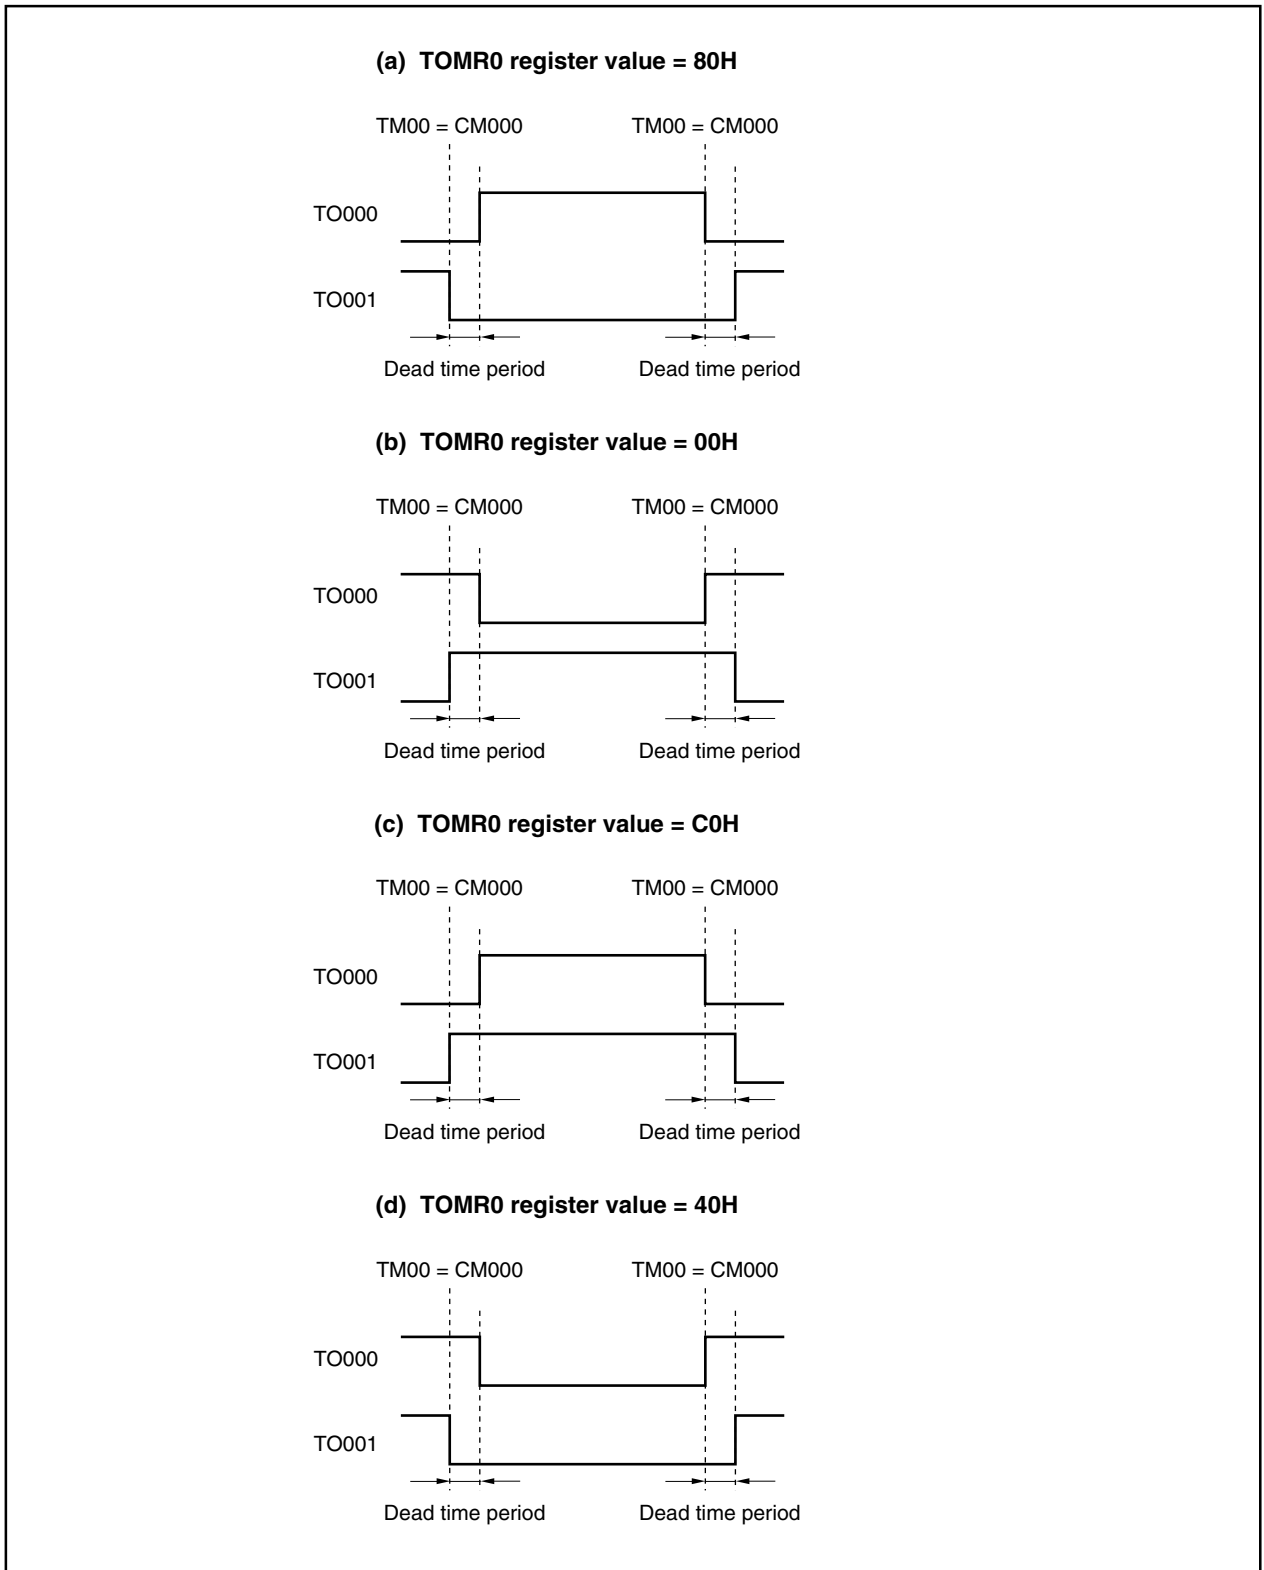 (a) TOMR0 register value = 80H
TM00 = CM000 TM00 = CM000
TO000
TO001
Dead time period Dead time period
(b) TOMR0 register value = 00H
TM00 = CM000 TM00 = CM000
TO000
TO001
Dead time period Dead time period
(c) TOMR0 register value = C0H
TM00 = CM000 TM00 = CM000
TO000
TO001
Dead time period Dead time period
(d) TOMR0 register value = 40H
TM00 = CM000 TM00 = CM000
TO000
TO001
Dead time period Dead time period